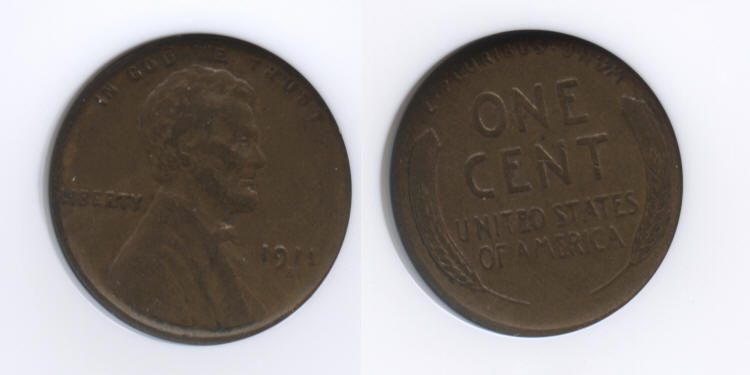 IN GOD WE TRUST
LIBERTY
1911
E·PLURIBUS·UNUM
ONE
CENT
UNITED STATES
OF AMERICA